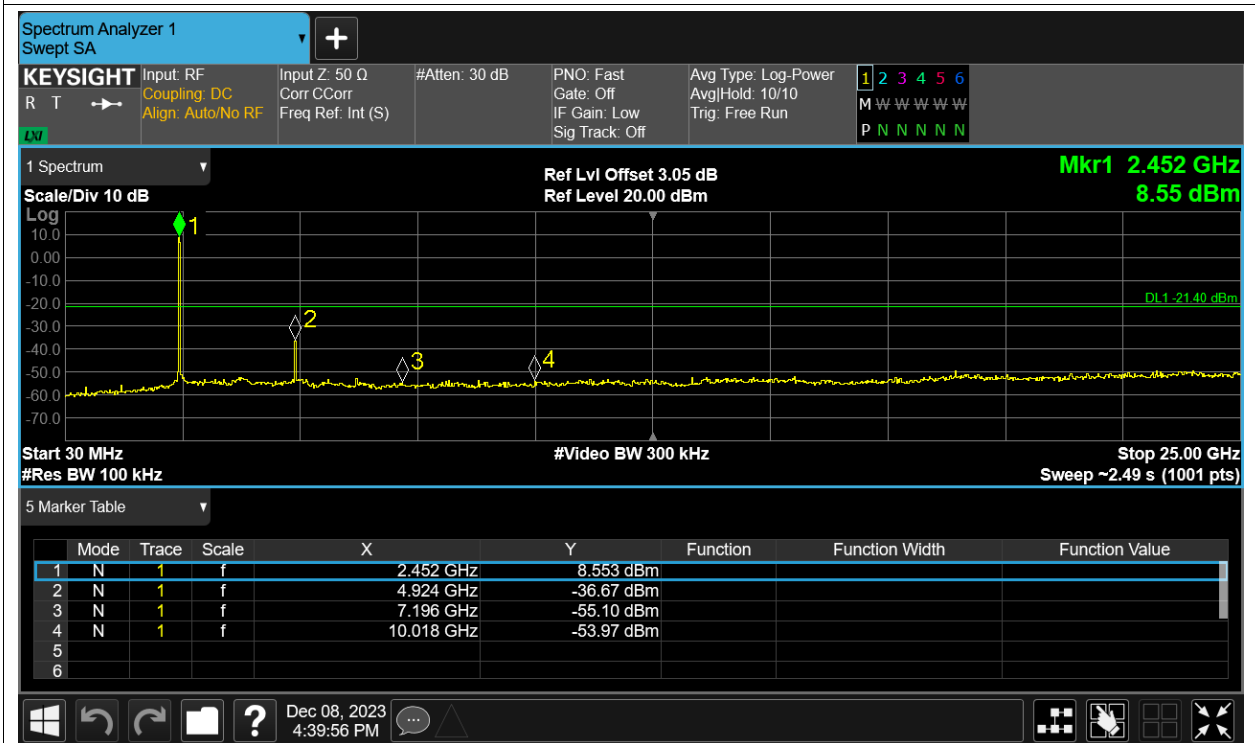 Spectrum Analyzer 1
Swept SA
KEYSIGHT Input: RF Input Z: 50 Ω #Atten: 30 dB PNO: Fast Avg Type: Log-Power 1 2 3 4 5 6
R T Coupling: DC Corr CCorr Gate: Off Avg|Hold: 10/10 M W W W W W
Align: Auto/No RF Freq Ref: Int (S) IF Gain: Low Trig: Free Run
LXI Sig Track: Off P N N N N N
1 Spectrum Ref Lvl Offset 3.05 dB Mkr1 2.452 GHz
Scale/Div 10 dB Ref Level 20.00 dBm 8.55 dBm
Log
1
10.0
0.00
-10.0
-20.0 DL1 -21.40 dBm
-30.0 2
-40.0
3 4
-50.0
-60.0
-70.0
Start 30 MHz #Video BW 300 kHz Stop 25.00 GHz
#Res BW 100 kHz Sweep ~2.49 s (1001 pts)
5 Marker Table
Mode Trace Scale X Y Function Function Width Function Value
1 N 1 f 2.452 GHz 8.553 dBm
2 N 1 f 4.924 GHz -36.67 dBm
3 N 1 f 7.196 GHz -55.10 dBm
4 N 1 f 10.018 GHz -53.97 dBm
5
6
? Dec 08, 2023
4:39:56 PM